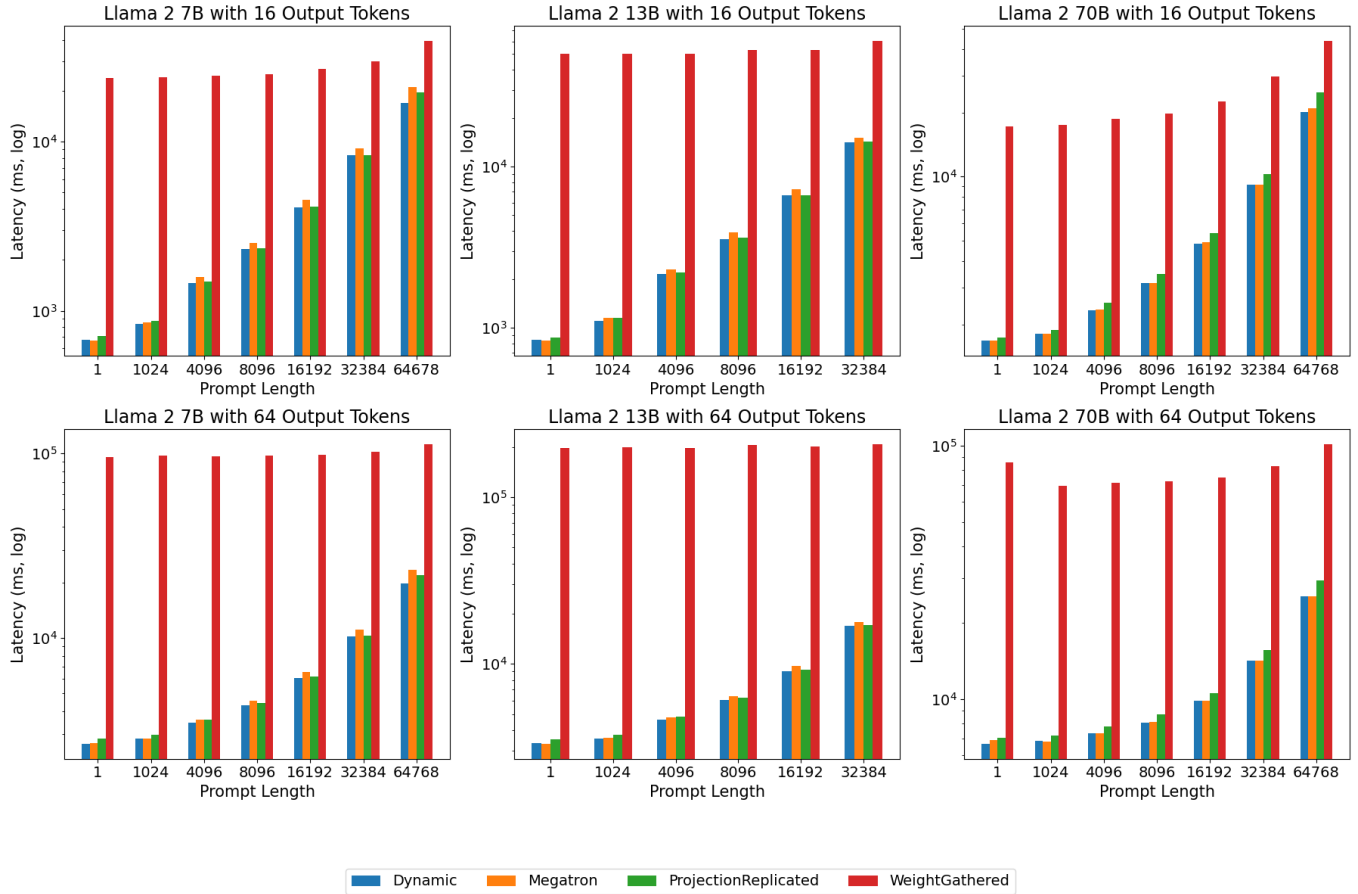 Llama 2 7B with 16 Output Tokens
Latency (ms, log)
10^4
10^3
1 1024 4096 8096 16192 32384 64678
Prompt Length
Llama 2 13B with 16 Output Tokens
Latency (ms, log)
10^4
10^3
1 1024 4096 8096 16192 32384
Prompt Length
Llama 2 70B with 16 Output Tokens
Latency (ms, log)
10^4
1 1024 4096 8096 16192 32384 64768
Prompt Length
Llama 2 7B with 64 Output Tokens
Latency (ms, log)
10^5
10^4
1 1024 4096 8096 16192 32384 64768
Prompt Length
Llama 2 13B with 64 Output Tokens
Latency (ms, log)
10^5
10^4
1 1024 4096 8096 16192 32384
Prompt Length
Llama 2 70B with 64 Output Tokens
Latency (ms, log)
10^5
10^4
1 1024 4096 8096 16192 32384 64768
Prompt Length
Dynamic Megatron ProjectionReplicated WeightGathered